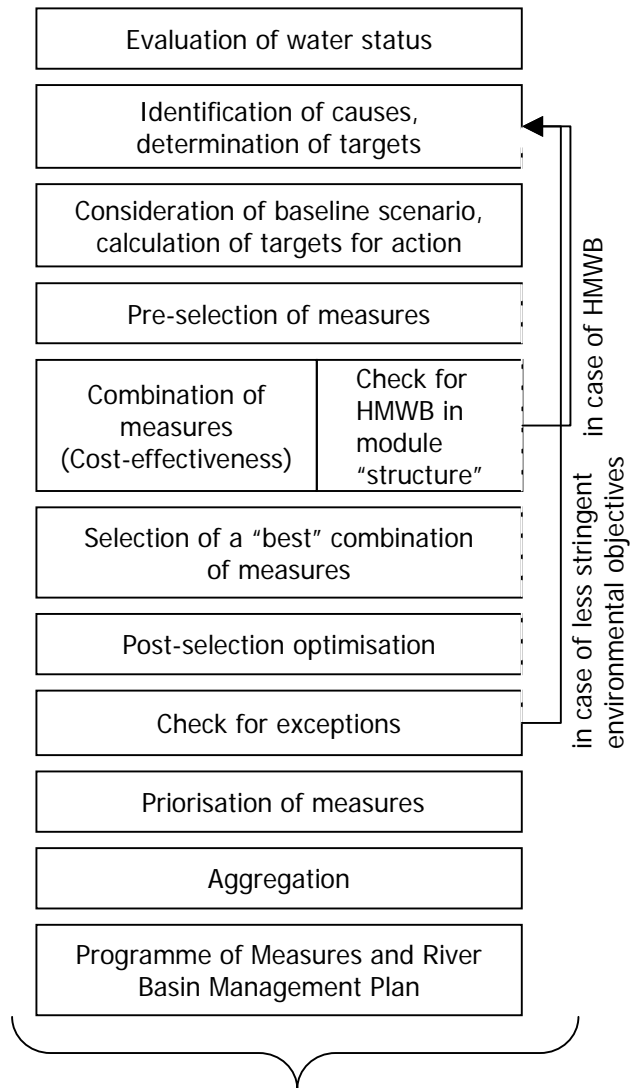 Evaluation of water status
Identification of causes,
determination of targets
Consideration of baseline scenario,
calculation of targets for action
Pre-selection of measures
Combination of
measures
(Cost-effectiveness)
Check for
HMWB in
module
“structure”
Selection of a “best” combination
of measures
Post-selection optimisation
Check for exceptions
Priorisation of measures
Aggregation
Programme of Measures and River
Basin Management Plan
in case of HMWB
in case of less stringent
environmental objectives